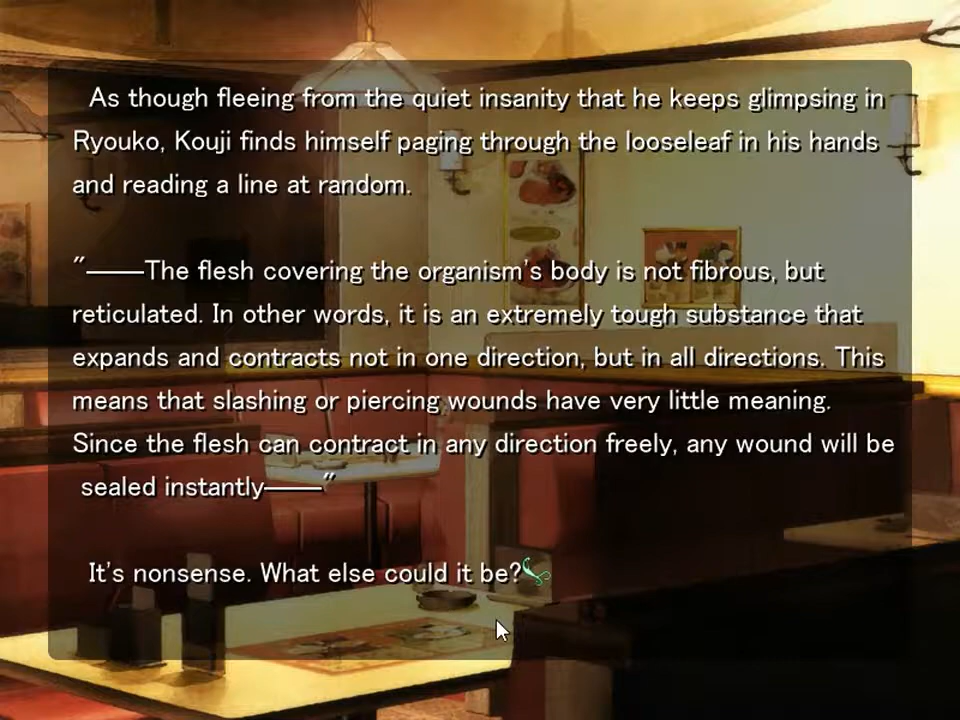 As though fleeing from the quiet insanity that he keeps glimpsing in
Ryouko, Kouji finds himself paging through the looseleaf in his hands
and reading a line at random.
"――The flesh covering the organism's body is not fibrous, but
reticulated. In other words, it is an extremely tough substance that
expands and contracts not in one direction, but in all directions. This
means that slashing or piercing wounds have very little meaning.
Since the flesh can contract in any direction freely, any wound will be
sealed instantly――"
It's nonsense. What else could it be?